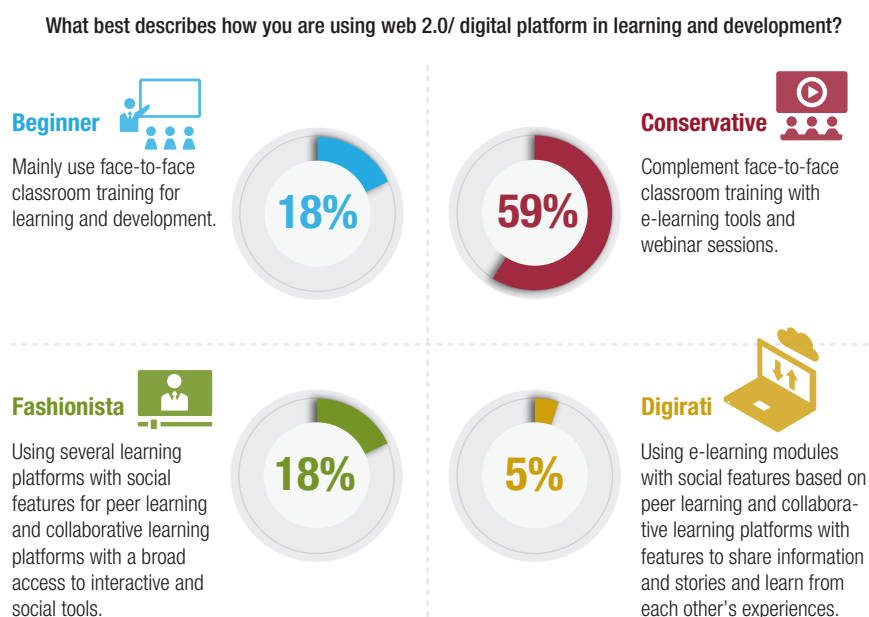 What best describes how you are using web 2.0/ digital platform in learning and development?
Beginner
Mainly use face-to-face
classroom training for
learning and development.
18%
Conservative
Complement face-to-face
classroom training with
e-learning tools and
webinar sessions.
59%
Fashionista
Using several learning
platforms with social
features for peer learning
and collaborative learning
platforms with a broad
access to interactive and
social tools.
18%
Digirati
Using e-learning modules
with social features based on
peer learning and collabora-
tive learning platforms with
features to share information
and stories and learn from
each other's experiences.
5%